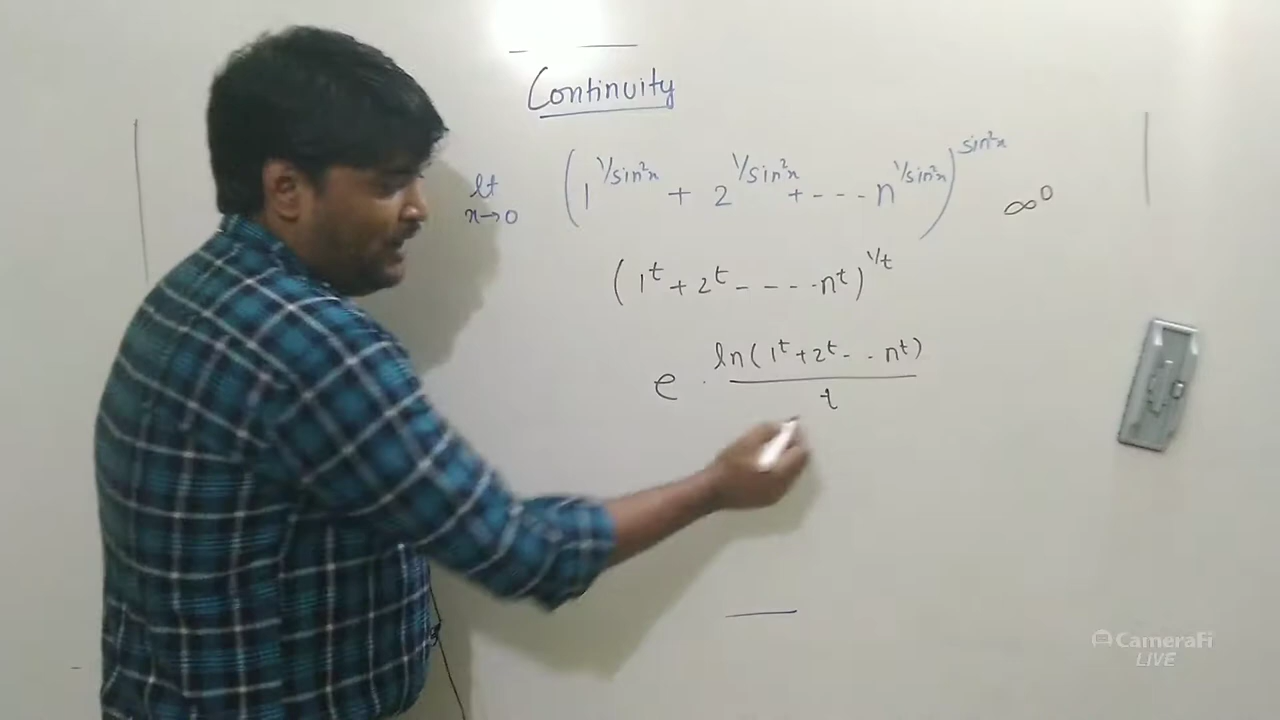 Continuity
lt x→0 (1^(1/sin²x) + 2^(1/sin²x) + - - - n^(1/sin²x))^(sin²x) ∞⁰
(1^t + 2^t - - - - n^t)^(1/t)
e · ln(1^t + 2^t - - n^t) / t
CameraFi
LIVE